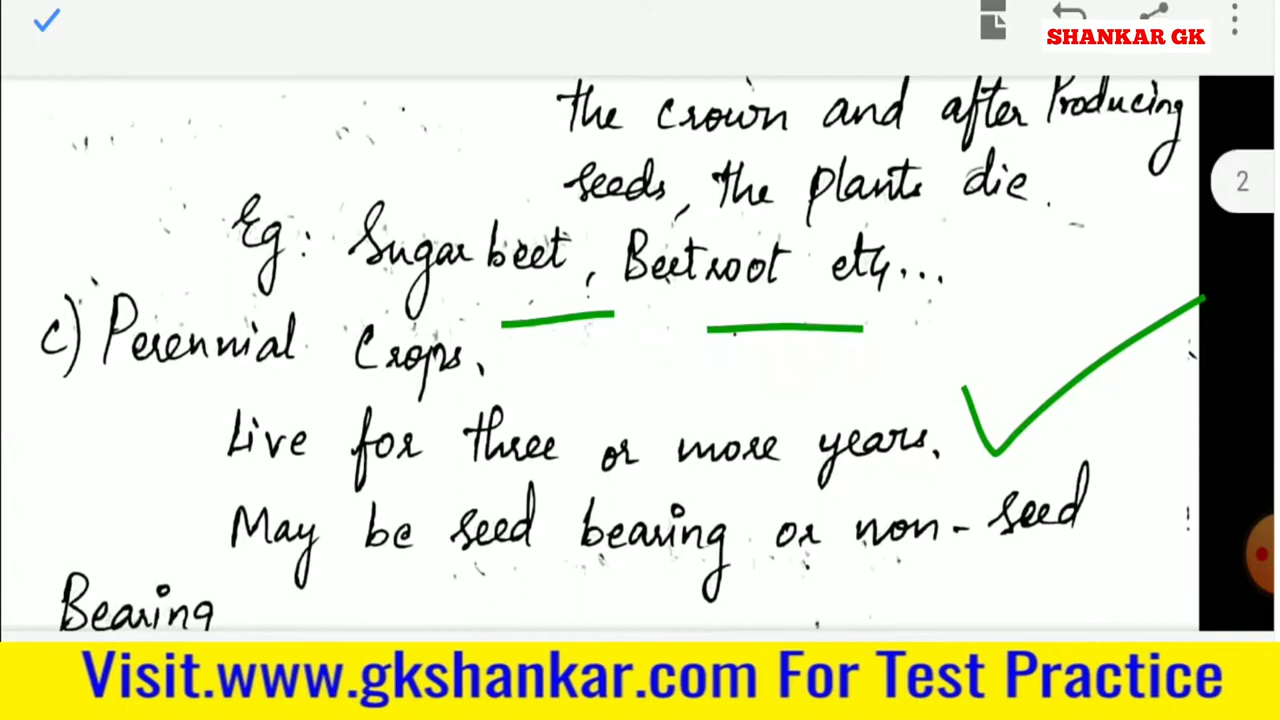 SHANKAR GK
the crown and after Producing
seeds, the plants die.
2
Eg: Sugarbeet, Beetroot etc,...
c) Perennial Crops.
Live for three or more years.
May be seed bearing or non-seed
Bearing
Visit.www.gkshankar.com For Test Practice